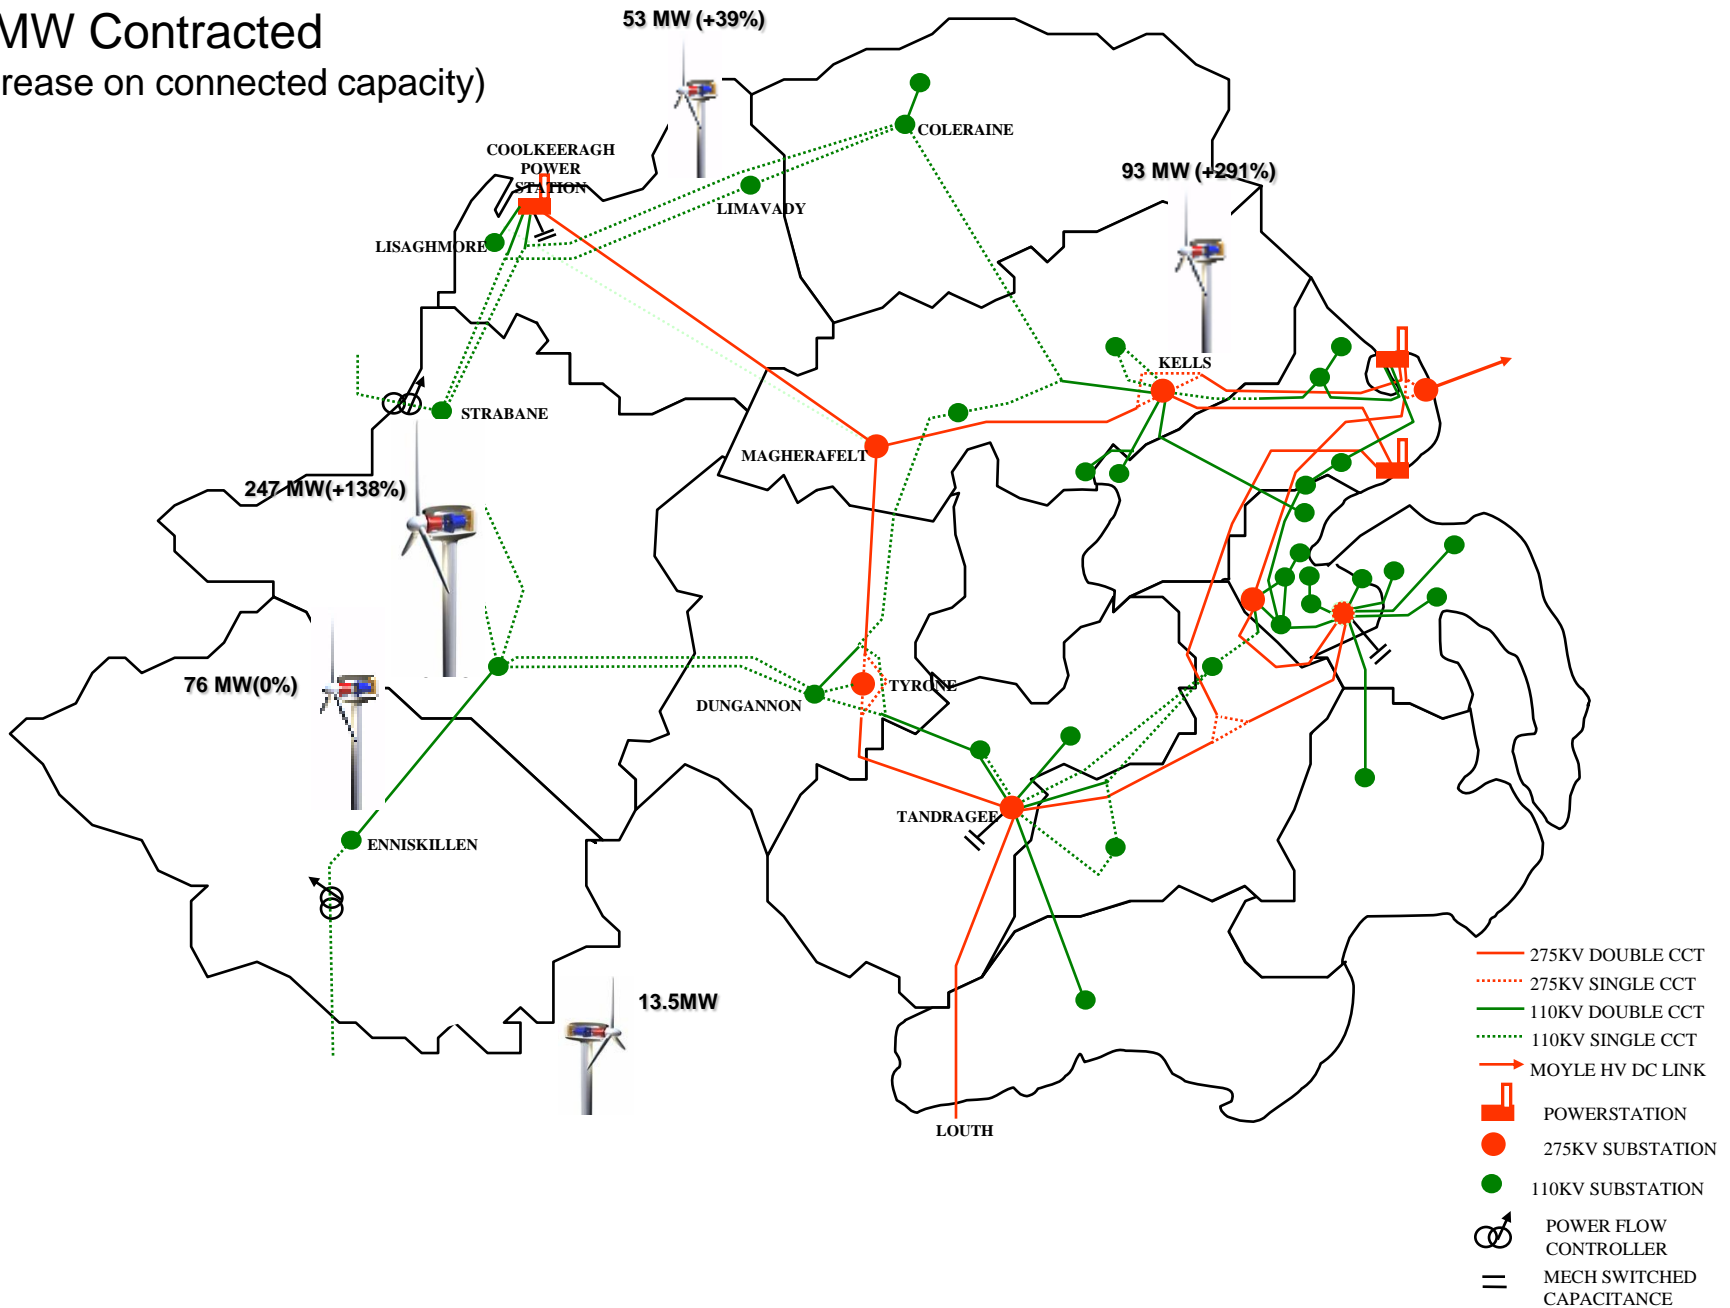 MW Contracted
rease on connected capacity)
53 MW (+39%)
COLERAINE
COOLKEERAGH
POWER
STATION
93 MW (+291%)
LIMAVADY
LISAGHMORE
KELLS
STRABANE
MAGHERAFELT
247 MW(+138%)
76 MW(0%)
TYRONE
DUNGANNON
TANDRAGEE
ENNISKILLEN
13.5MW
LOUTH
275KV DOUBLE CCT
275KV SINGLE CCT
110KV DOUBLE CCT
110KV SINGLE CCT
MOYLE HV DC LINK
POWERSTATION
275KV SUBSTATION
110KV SUBSTATION
POWER FLOW
CONTROLLER
MECH SWITCHED
CAPACITANCE